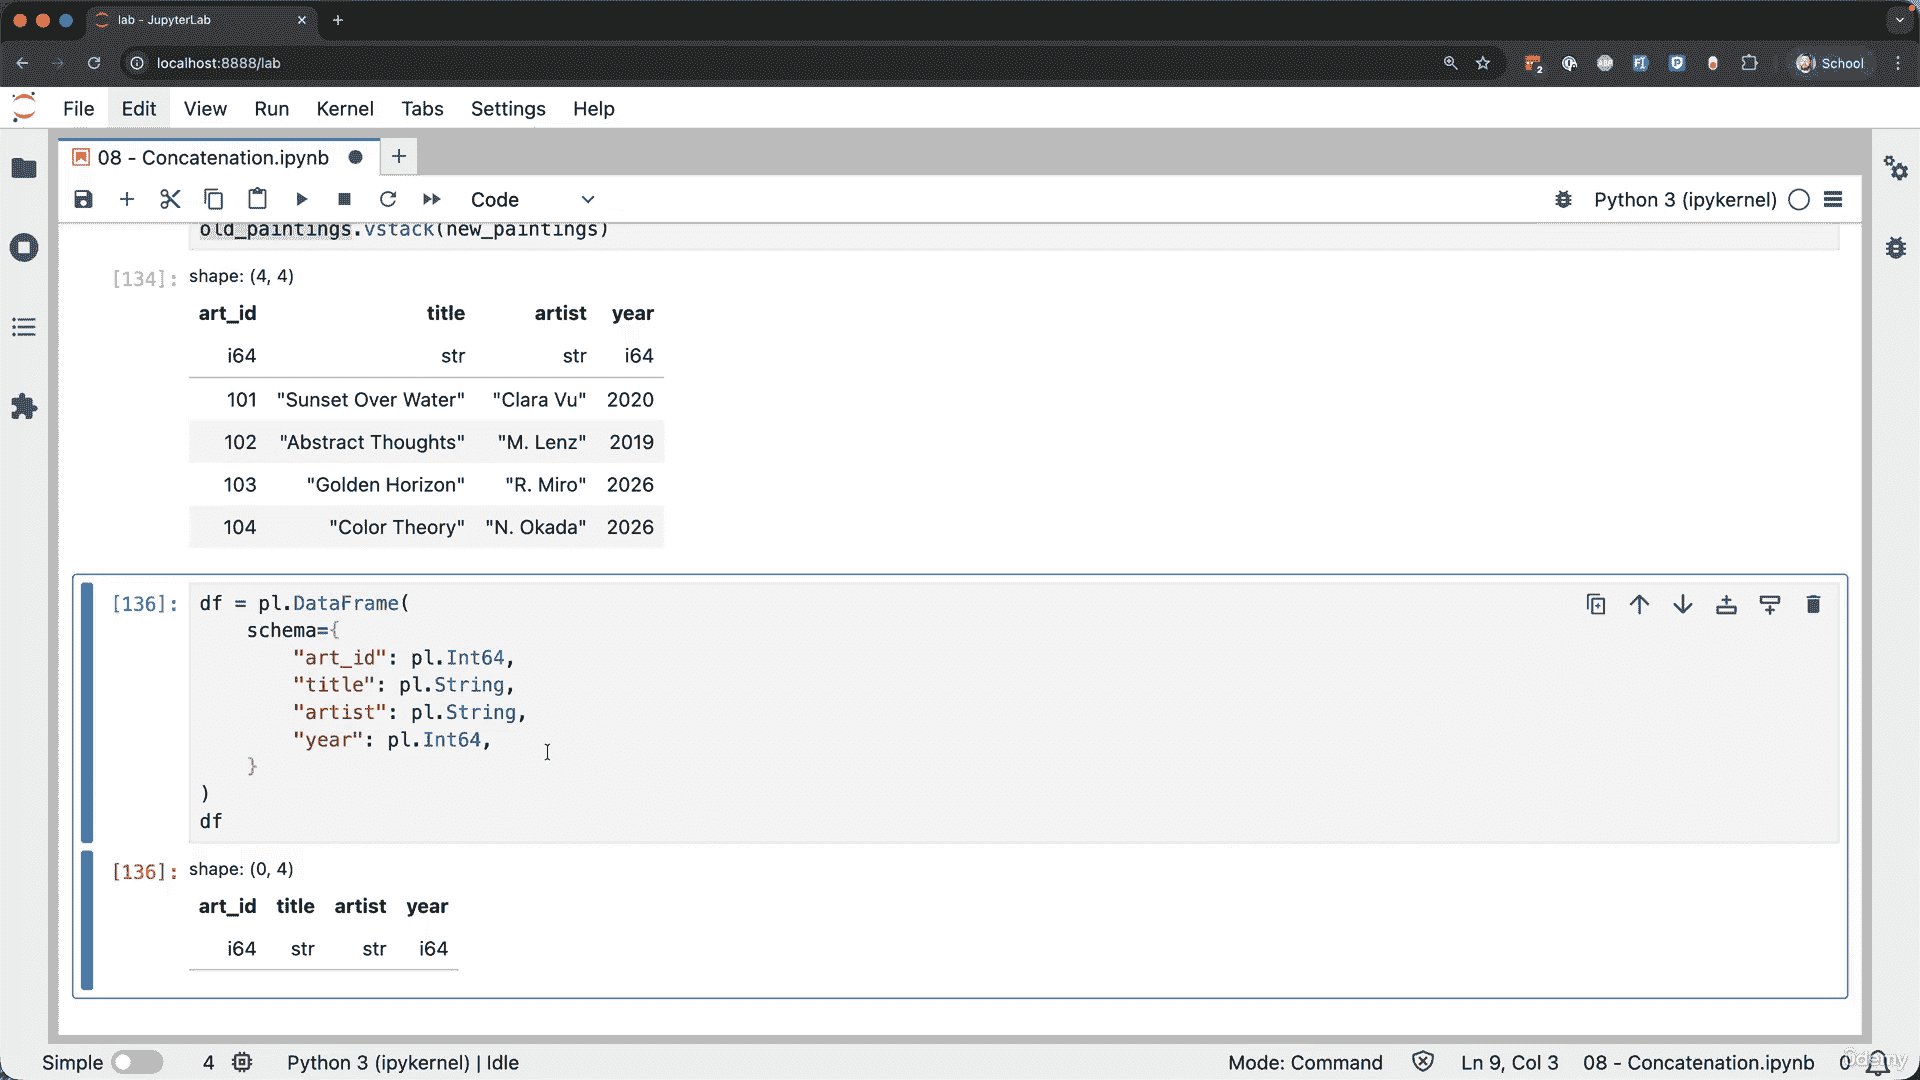 lab - JupyterLab
localhost:8888/lab
2
School
File Edit View Run Kernel Tabs Settings Help
08 - Concatenation.ipynb
Code
Python 3 (ipykernel)
old_paintings.vstack(new_paintings)
[134]: shape: (4, 4)
art_id title artist year
i64 str str i64
101 "Sunset Over Water" "Clara Vu" 2020
102 "Abstract Thoughts" "M. Lenz" 2019
103 "Golden Horizon" "R. Miro" 2026
104 "Color Theory" "N. Okada" 2026
[136]: df = pl.DataFrame(
schema={
"art_id": pl.Int64,
"title": pl.String,
"artist": pl.String,
"year": pl.Int64,
}
)
df
[136]: shape: (0, 4)
art_id title artist year
i64 str str i64
Simple 4 Python 3 (ipykernel) | Idle Mode: Command Ln 9, Col 3 08 - Concatenation.ipynb 0
Udemy